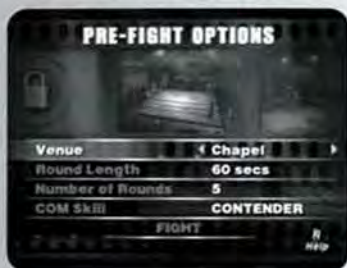 PRE-FIGHT OPTIONS
Venue Chapel
Round Length 60 secs
Number of Rounds 5
COM Skill CONTENDER
FIGHT
R
Help